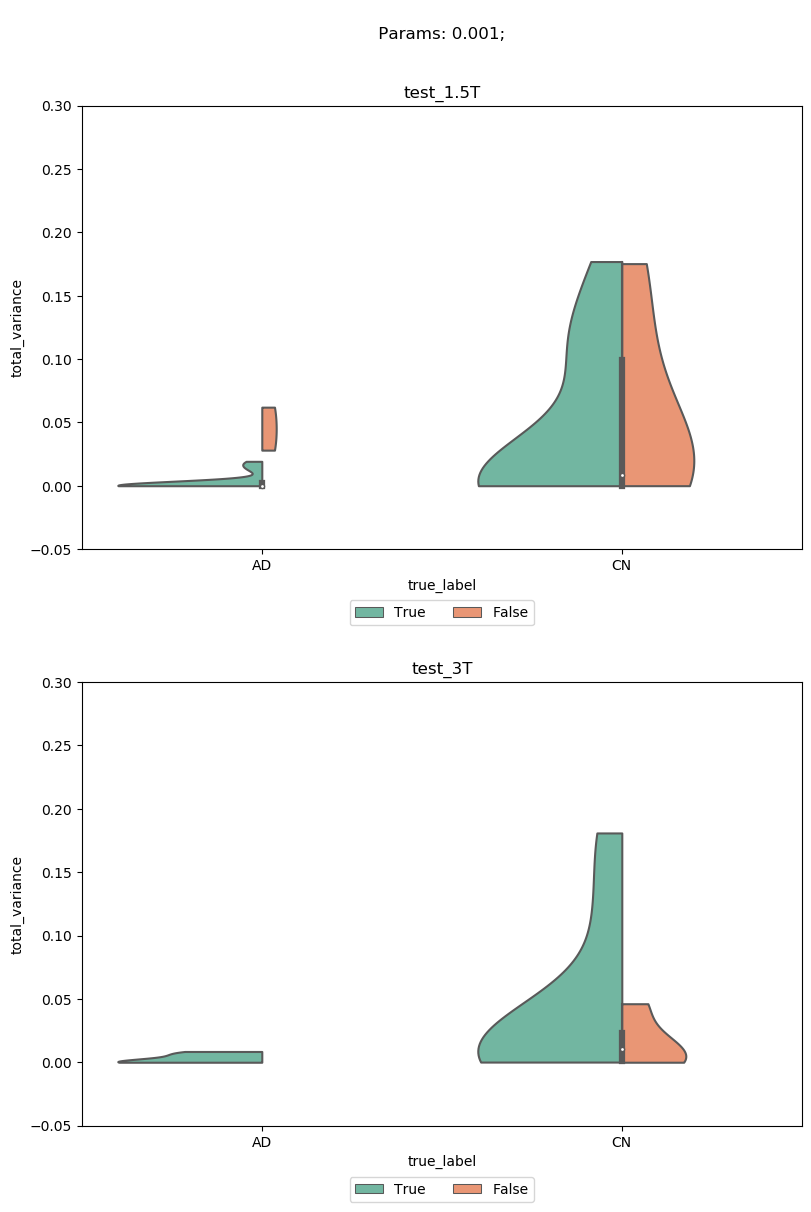 Params: 0.001;
test_1.5T
0.30
0.25
0.20
0.15
0.10
0.05
0.00
−0.05
total_variance
AD CN
true_label
True False
test_3T
0.30
0.25
0.20
0.15
0.10
0.05
0.00
−0.05
total_variance
AD CN
true_label
True False